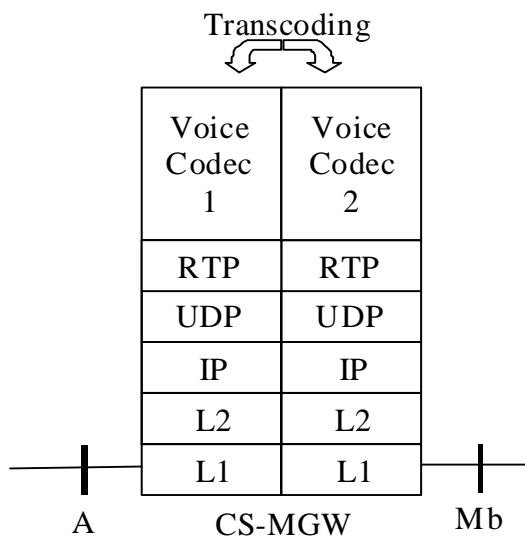 Transcoding
Voice Codec 1
Voice Codec 2
RTP RTP
UDP UDP
IP IP
L2 L2
L1 L1
A CS-MGW Mb